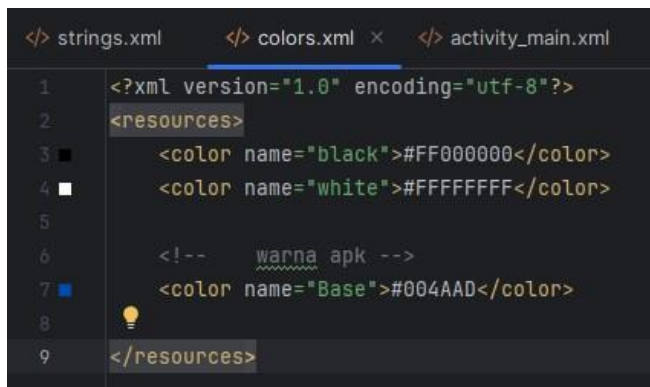 strings.xml colors.xml activity_main.xml
1 <?xml version="1.0" encoding="utf-8"?>
2 <resources>
3 <color name="black">#FF000000</color>
4 <color name="white">#FFFFFFFF</color>
5
6 <!-- warna apk -->
7 <color name="Base">#004AAD</color>
8
9 </resources>